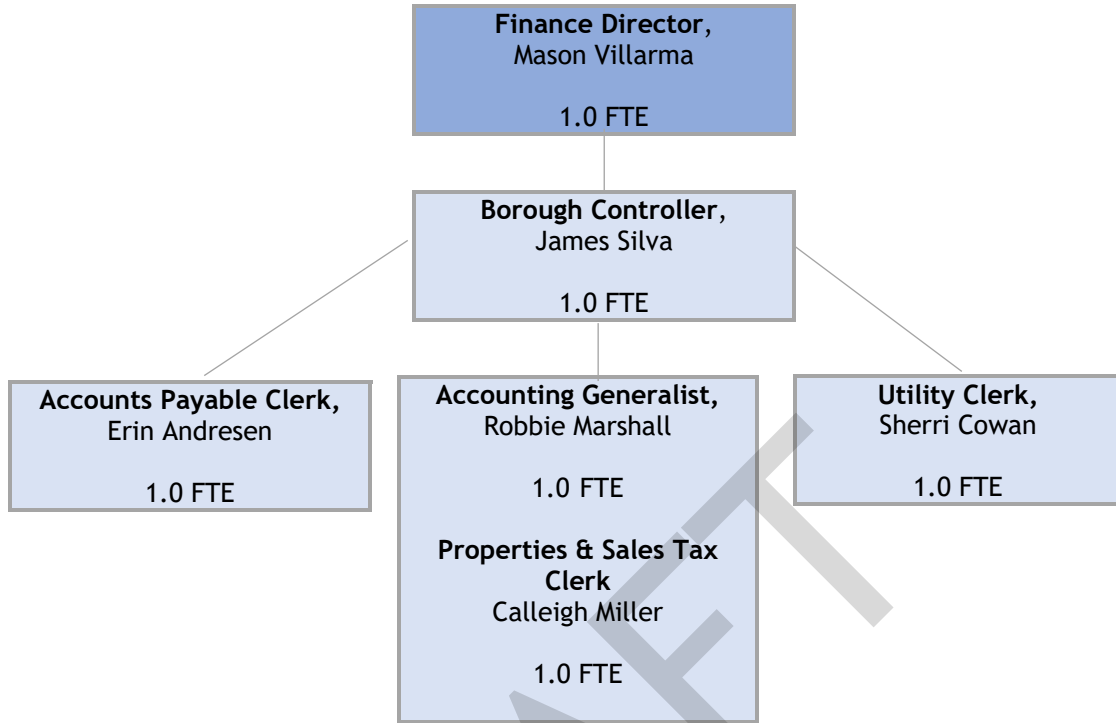 Finance Director,
Mason Villarma
1.0 FTE
Borough Controller,
James Silva
1.0 FTE
Accounts Payable Clerk,
Erin Andresen
1.0 FTE
Accounting Generalist,
Robbie Marshall
1.0 FTE
Properties & Sales Tax
Clerk
Calleigh Miller
1.0 FTE
Utility Clerk,
Sherri Cowan
1.0 FTE